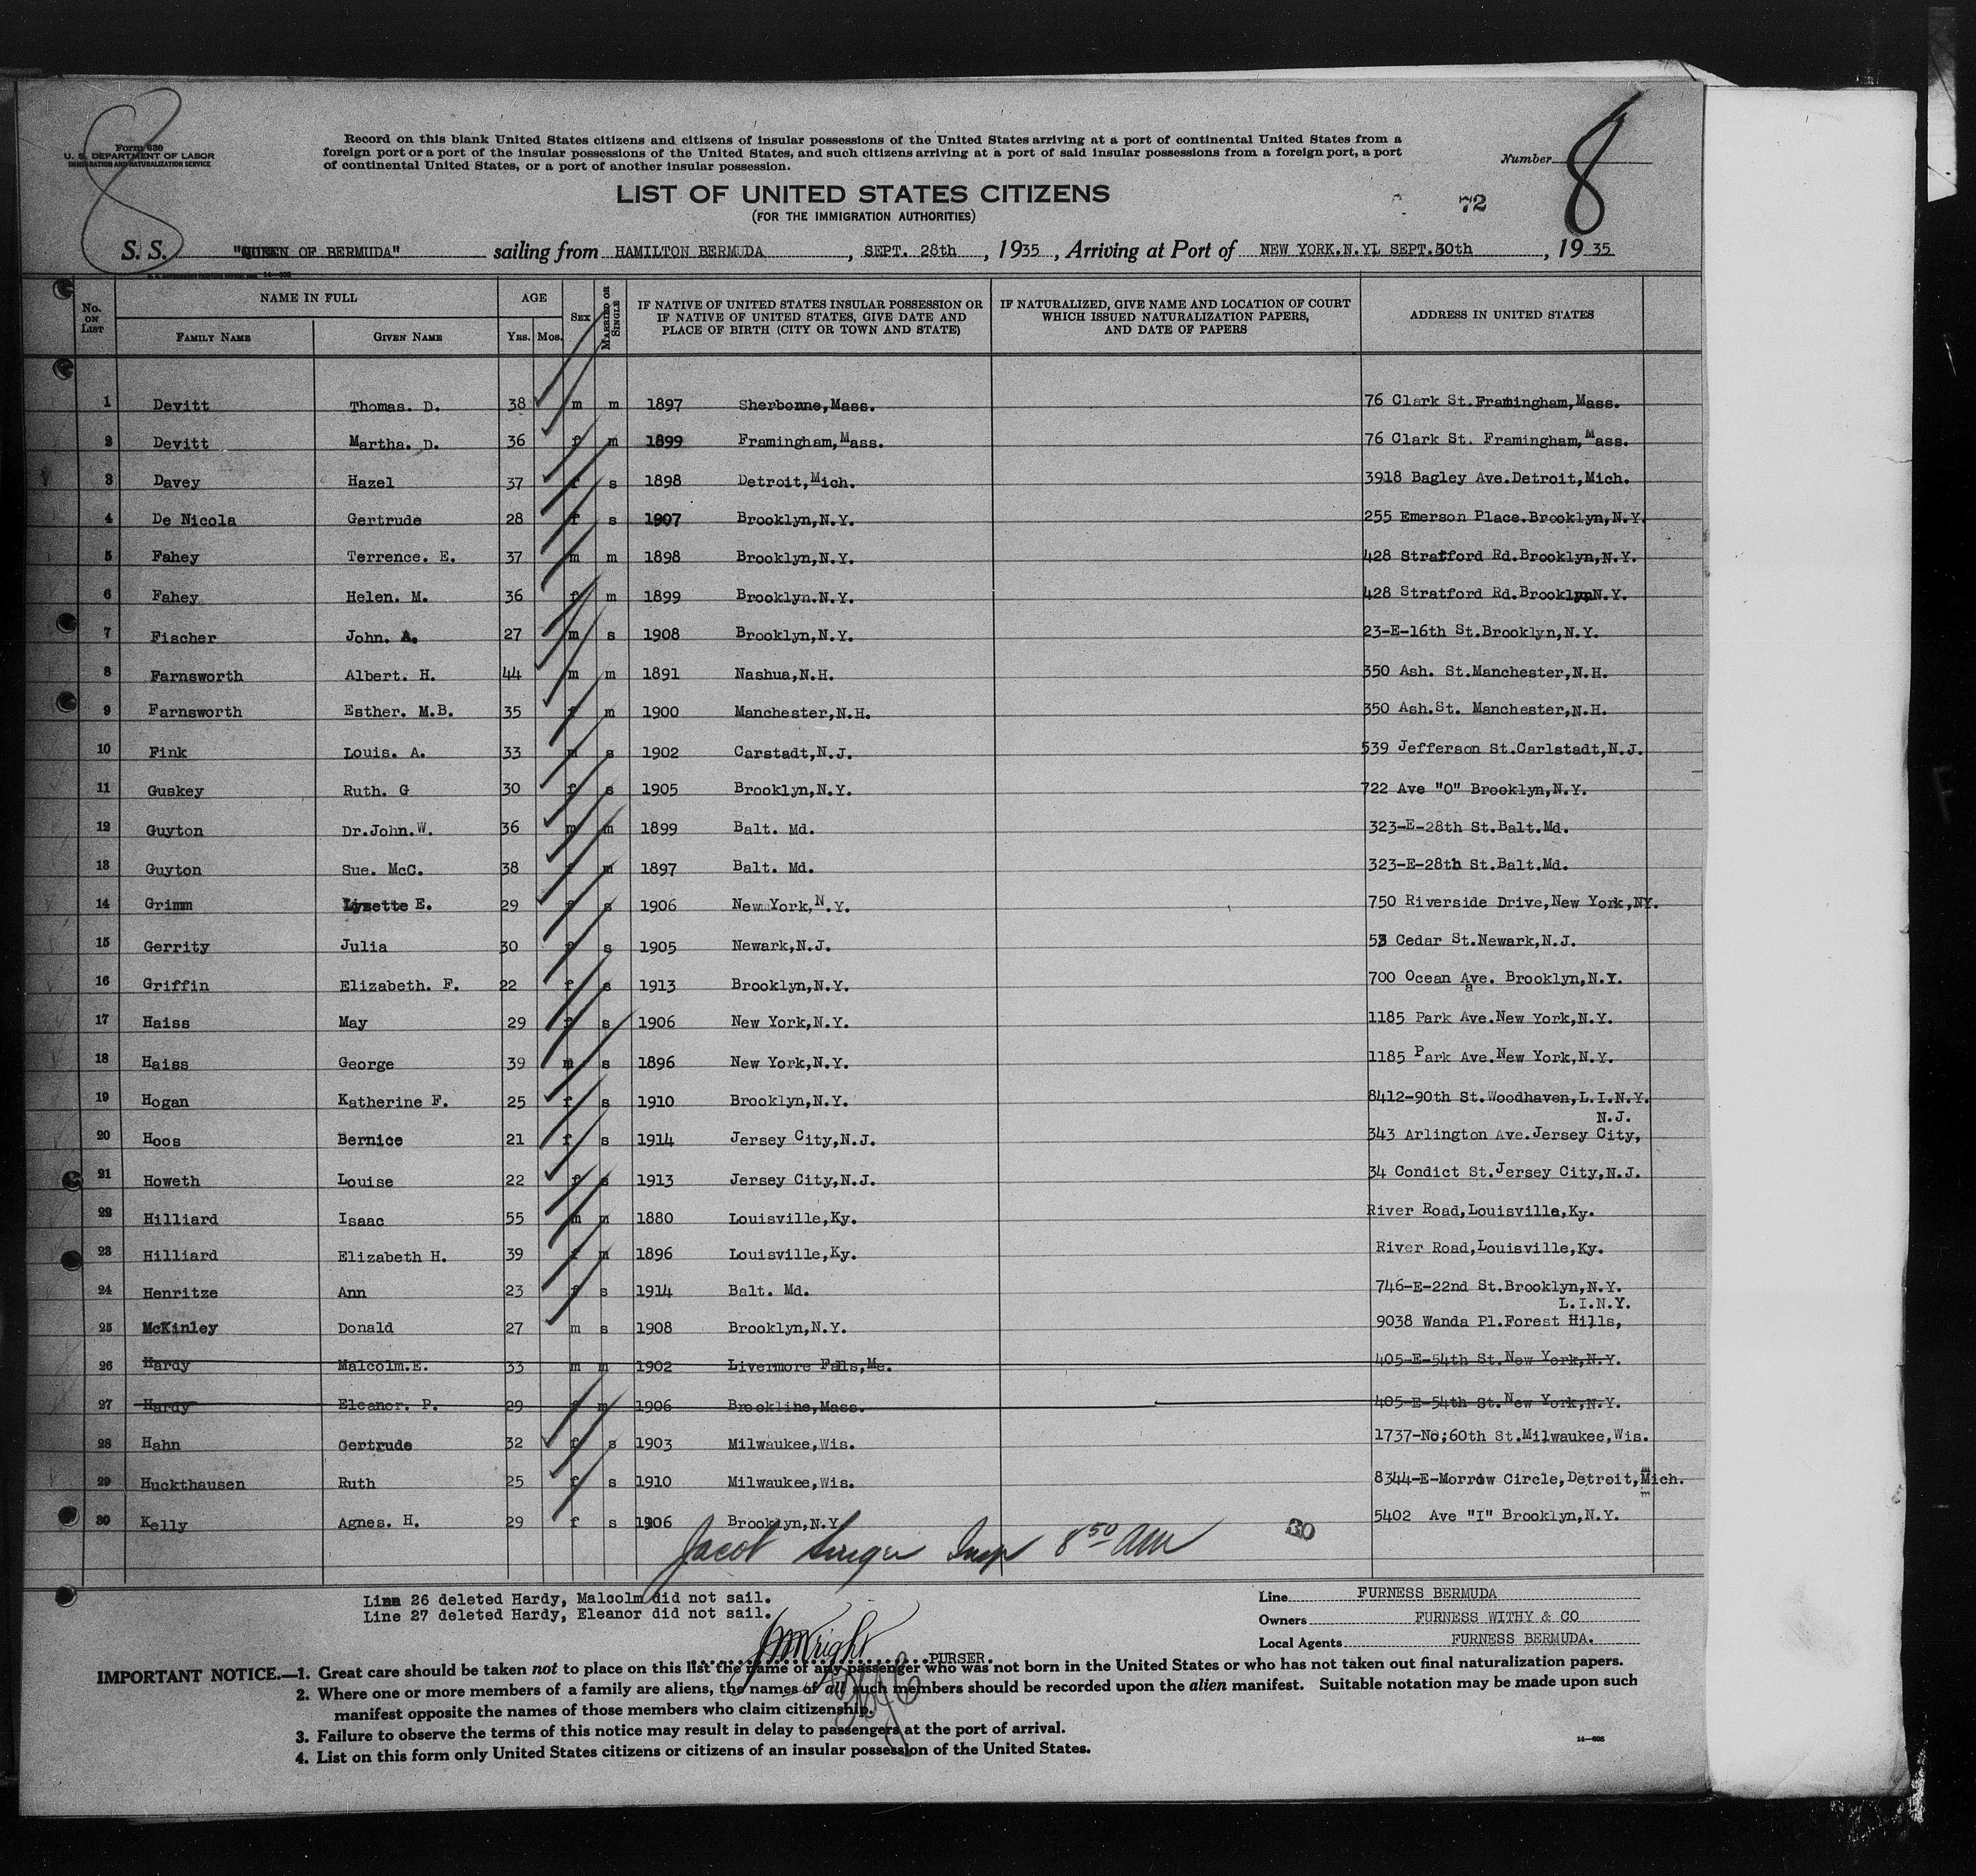 8
Form 630
U. S. DEPARTMENT OF LABOR
IMMIGRATION AND NATURALIZATION SERVICE
Record on this blank United States citizens and citizens of insular possessions of the United States arriving at a port of continental United States from a
foreign port or a port of the insular possessions of the United States, and such citizens arriving at a port of said insular possessions from a foreign port, a port
of continental United States, or a port of another insular possession.
Number 8
LIST OF UNITED STATES CITIZENS
(FOR THE IMMIGRATION AUTHORITIES)
72
S. S. "QUEEN OF BERMUDA" sailing from HAMILTON BERMUDA, SEPT. 28th, 1935, Arriving at Port of NEW YORK.N.Y. SEPT.30th, 1935
No. ON LIST NAME IN FULL AGE SEX MARRIED OR SINGLE IF NATIVE OF UNITED STATES INSULAR POSSESSION OR IF NATIVE OF UNITED STATES, GIVE DATE AND PLACE OF BIRTH (CITY OR TOWN AND STATE) IF NATURALIZED, GIVE NAME AND LOCATION OF COURT WHICH ISSUED NATURALIZATION PAPERS, AND DATE OF PAPERS ADDRESS IN UNITED STATES
FAMILY NAME GIVEN NAME YRS. MOS.
1 Devitt Thomas. D. 38 m m 1897 Sherbonne,Mass. 76 Clark St.Framingham,Mass.
2 Devitt Martha. D. 36 f m 1899 Framingham,Mass. 76 Clark St. Framingham,Mass.
3 Davey Hazel 37 f s 1898 Detroit,Mich. 3918 Bagley Ave.Detroit,Mich.
4 De Nicola Gertrude 28 f s 1907 Brooklyn,N.Y. 255 Emerson Place.Brooklyn,N.Y.
5 Fahey Terrence. E. 37 m m 1898 Brooklyn,N.Y. 428 Stratford Rd.Brooklyn,N.Y.
6 Fahey Helen. M. 36 f m 1899 Brooklyn.N.Y. 428 Stratford Rd.Brooklyn N.Y.
7 Fischer John. A. 27 m s 1908 Brooklyn,N.Y. 23-E-16th St.Brooklyn,N.Y.
8 Farnsworth Albert. H. 44 m m 1891 Nashua,N.H. 350 Ash. St.Manchester,N.H.
9 Farnsworth Esther. M.B. 35 f m 1900 Manchester,N.H. 350 Ash.St. Manchester,N.H.
10 Fink Louis. A. 33 m s 1902 Carstadt,N.J. 539 Jefferson St.Carlstadt,N.J.
11 Guskey Ruth. G 30 f s 1905 Brooklyn,N.Y. 722 Ave "O" Brooklyn,N.Y.
12 Guyton Dr.John.W. 36 m m 1899 Balt. Md. 323-E-28th St.Balt.Md.
13 Guyton Sue. McC. 38 f m 1897 Balt. Md. 323-E-28th St.Balt.Md.
14 Grimm Lysette E. 29 f s 1906 New York,N.Y. 750 Riverside Drive,New York,NY.
15 Gerrity Julia 30 f s 1905 Newark,N.J. 53 Cedar St.Newark,N.J.
16 Griffin Elizabeth. F. 22 f s 1913 Brooklyn,N.Y. 700 Ocean Ave. Brooklyn,N.Y.
17 Haiss May 29 f s 1906 New York,N.Y. 1185 Park Ave.New York,N.Y.
18 Haiss George 39 m s 1896 New York,N.Y. 1185 Park Ave.New York,N.Y.
19 Hogan Katherine F. 25 f s 1910 Brooklyn,N.Y. 8412-90th St.Woodhaven,L.I.N.Y.
N.J.
20 Hoos Bernice 21 f s 1914 Jersey City,N.J. 343 Arlington Ave.Jersey City,
21 Howeth Louise 22 f s 1913 Jersey City,N.J. 34 Condict St.Jersey City,N.J.
22 Hilliard Isaac 55 m m 1880 Louisville,Ky. River Road,Louisville,Ky.
23 Hilliard Elizabeth H. 39 f m 1896 Louisville,Ky. River Road,Louisville,Ky.
24 Henritze Ann 23 f s 1914 Balt. Md. 746-E-22nd St.Brooklyn,N.Y.
L.I.N.Y.
25 McKinley Donald 27 m s 1908 Brooklyn,N.Y. 9038 Wanda Pl.Forest Hills,
26 Hardy Malcolm.E. 33 m m 1902 Livermore Falls,Me. 405-E-54th St.New York,N.Y.
27 Hardy Eleanor. P. 29 f m 1906 Brookline,Mass. 405-E-54th St.New York,N.Y.
28 Hahn Gertrude 32 f s 1903 Milwaukee,Wis. 1737-No;60th St.Milwaukee,Wis.
29 Huckthausen Ruth 25 f s 1910 Milwaukee,Wis. 8344-E-Morrow Circle,Detroit,Mich.
30 Kelly Agnes. H. 29 f s 1906 Brooklyn,N.Y. 5402 Ave "I" Brooklyn,N.Y.
Jacob Singer Insp 8 50 AM 30
Line 26 deleted Hardy, Malcolm did not sail.
Line 27 deleted Hardy, Eleanor did not sail.
Line FURNESS BERMUDA
Owners FURNESS WITHY & CO
Local Agents FURNESS BERMUDA.
Wright PURSER.
IMPORTANT NOTICE.—1. Great care should be taken not to place on this list the name of any passenger who was not born in the United States or who has not taken out final naturalization papers.
2. Where one or more members of a family are aliens, the names of all such members should be recorded upon the alien manifest. Suitable notation may be made upon such
manifest opposite the names of those members who claim citizenship.
3. Failure to observe the terms of this notice may result in delay to passengers at the port of arrival.
4. List on this form only United States citizens or citizens of an insular possession of the United States.
14—608